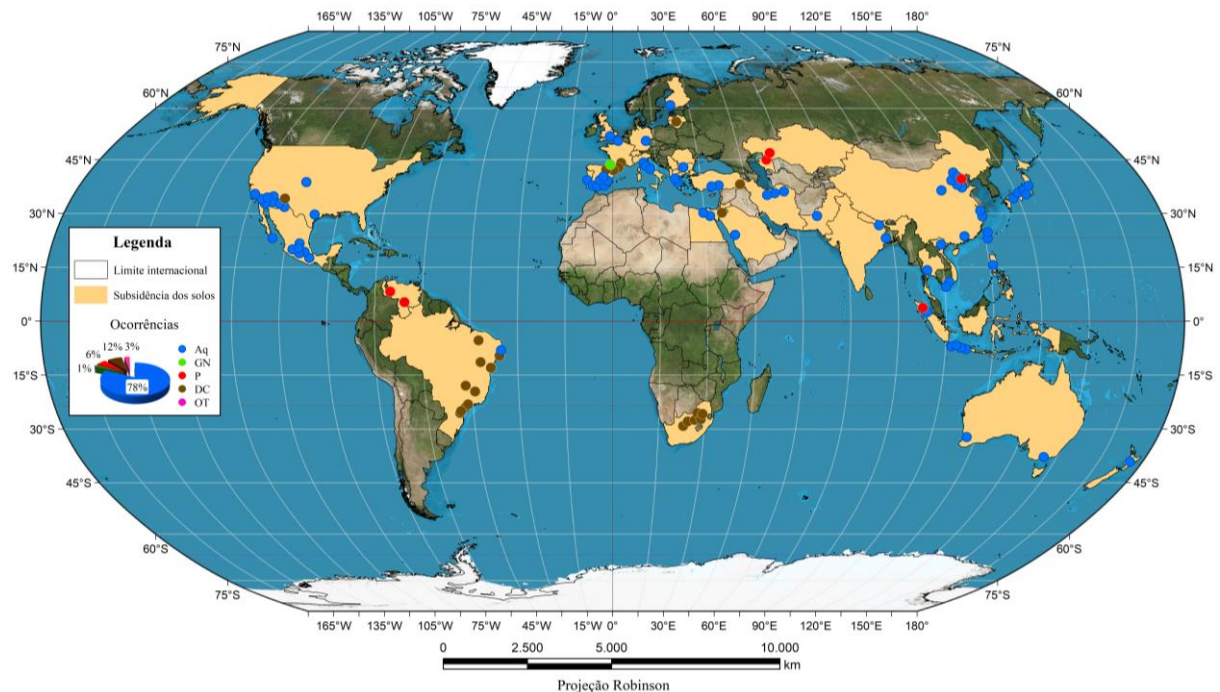 165°W 135°W 105°W 75°W 45°W 15°W 0° 30°E 60°E 90°E 120°E 150°E 180°
75°N 75°N
60°N 60°N
45°N 45°N
30°N 30°N
15°N 15°N
0° 0°
15°S 15°S
30°S 30°S
45°S 45°S
60°S 60°S
75°S 75°S
Legenda
Limite internacional
Subsidência dos solos
Ocorrências
1% 6% 12% 3%
78%
Aq
GN
P
DC
OT
165°W 135°W 105°W 75°W 45°W 15°W 0° 30°E 60°E 90°E 120°E 150°E 180°
0 2.500 5.000 10.000
km
Projeção Robinson